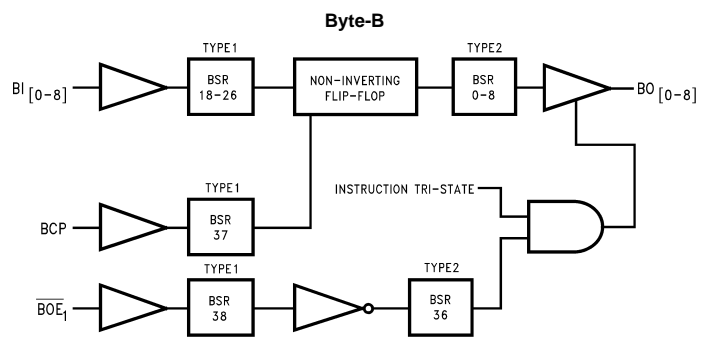 Byte-B
TYPE1
TYPE2
BI [0-8]
BSR
18-26
NON-INVERTING
FLIP-FLOP
BSR
0-8
BO [0-8]
TYPE1
INSTRUCTION TRI-STATE
BCP
BSR
37
TYPE1
TYPE2
BOE1
BSR
38
BSR
36